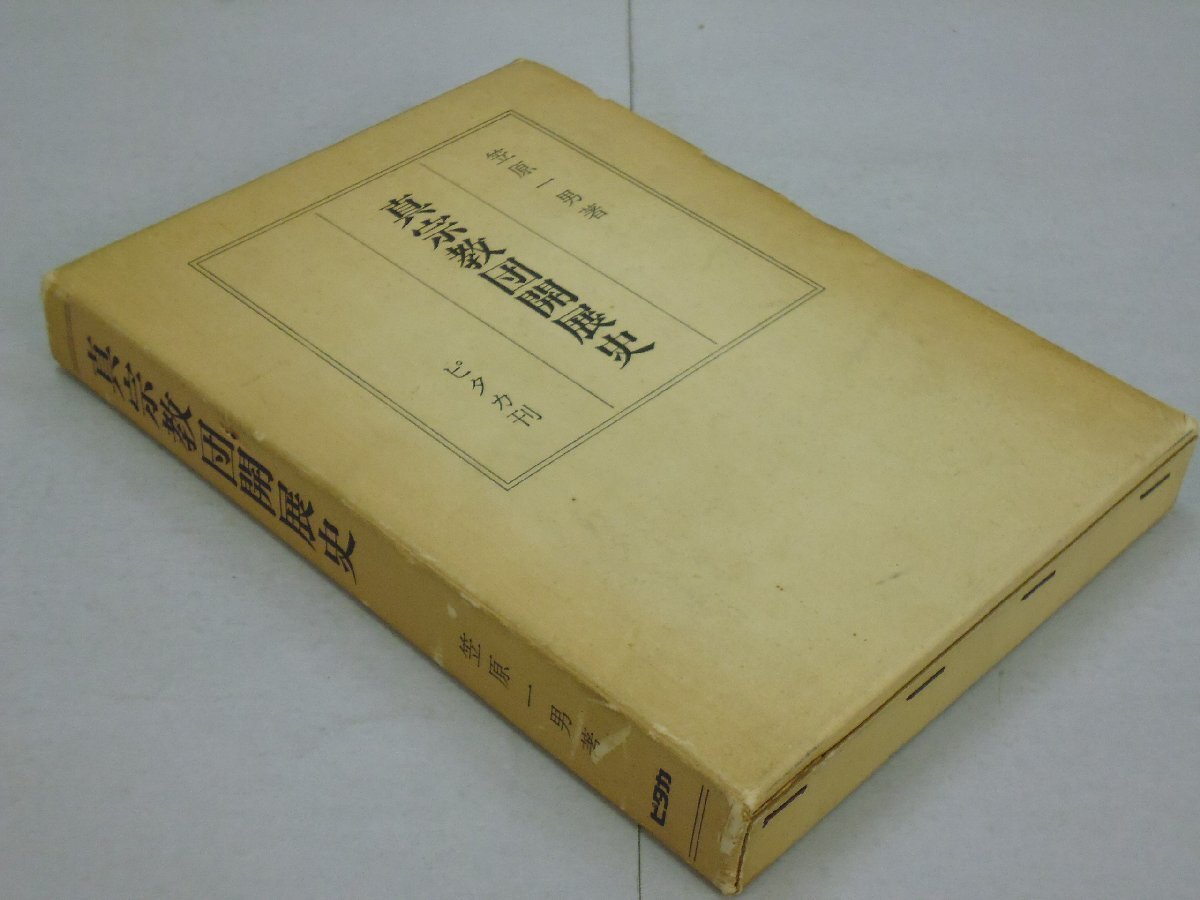 笠原一男著
真宗教団開展史
ピタカ刊
真宗教団開展史
笠原一男著
ピタカ